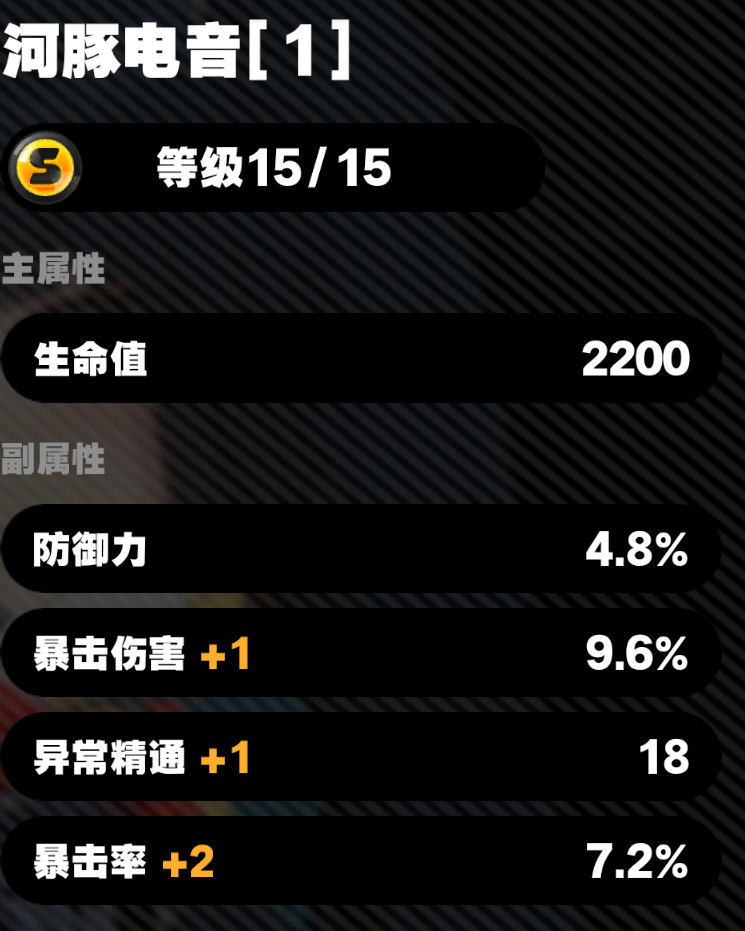 河豚电音[1]
S 等级15/15
主属性
生命值 2200
副属性
防御力 4.8%
暴击伤害 +1 9.6%
异常精通 +1 18
暴击率 +2 7.2%